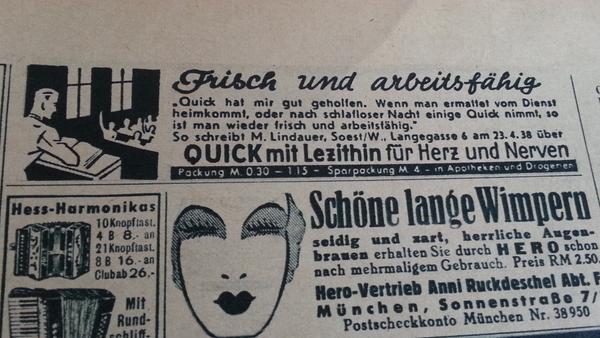 Frisch und arbeitsfähig
„Quick hat mir gut geholfen. Wenn man ermattet vom Dienst
heimkommt, oder nach schlafloser Nacht einige Quick nimmt, so
ist man wieder frisch und arbeitsfähig."
So schreibt M. Lindauer, Soest/W., Langegasse 6 am 23.4.38 über
QUICK mit Lezithin für Herz und Nerven
Packung M. 0.30 – 1.15 – Sparpackung M. 4 – in Apotheken und Drogerien
Hess-Harmonikas
10 Knopftast.
4 B 8.- an
21 Knopftast.
8 B 16.- an
Clubab 26.-
Mit
Rund-
schliff-
Schöne lange Wimpern
seidig und zart, herrliche Augen-
brauen erhalten Sie durch HERO schon
nach mehrmaligem Gebrauch. Preis RM 2.50.
Hero-Vertrieb Anni Ruckdeschel Abt. F
München, Sonnenstraße 7/
Postscheckkonto München Nr. 38950